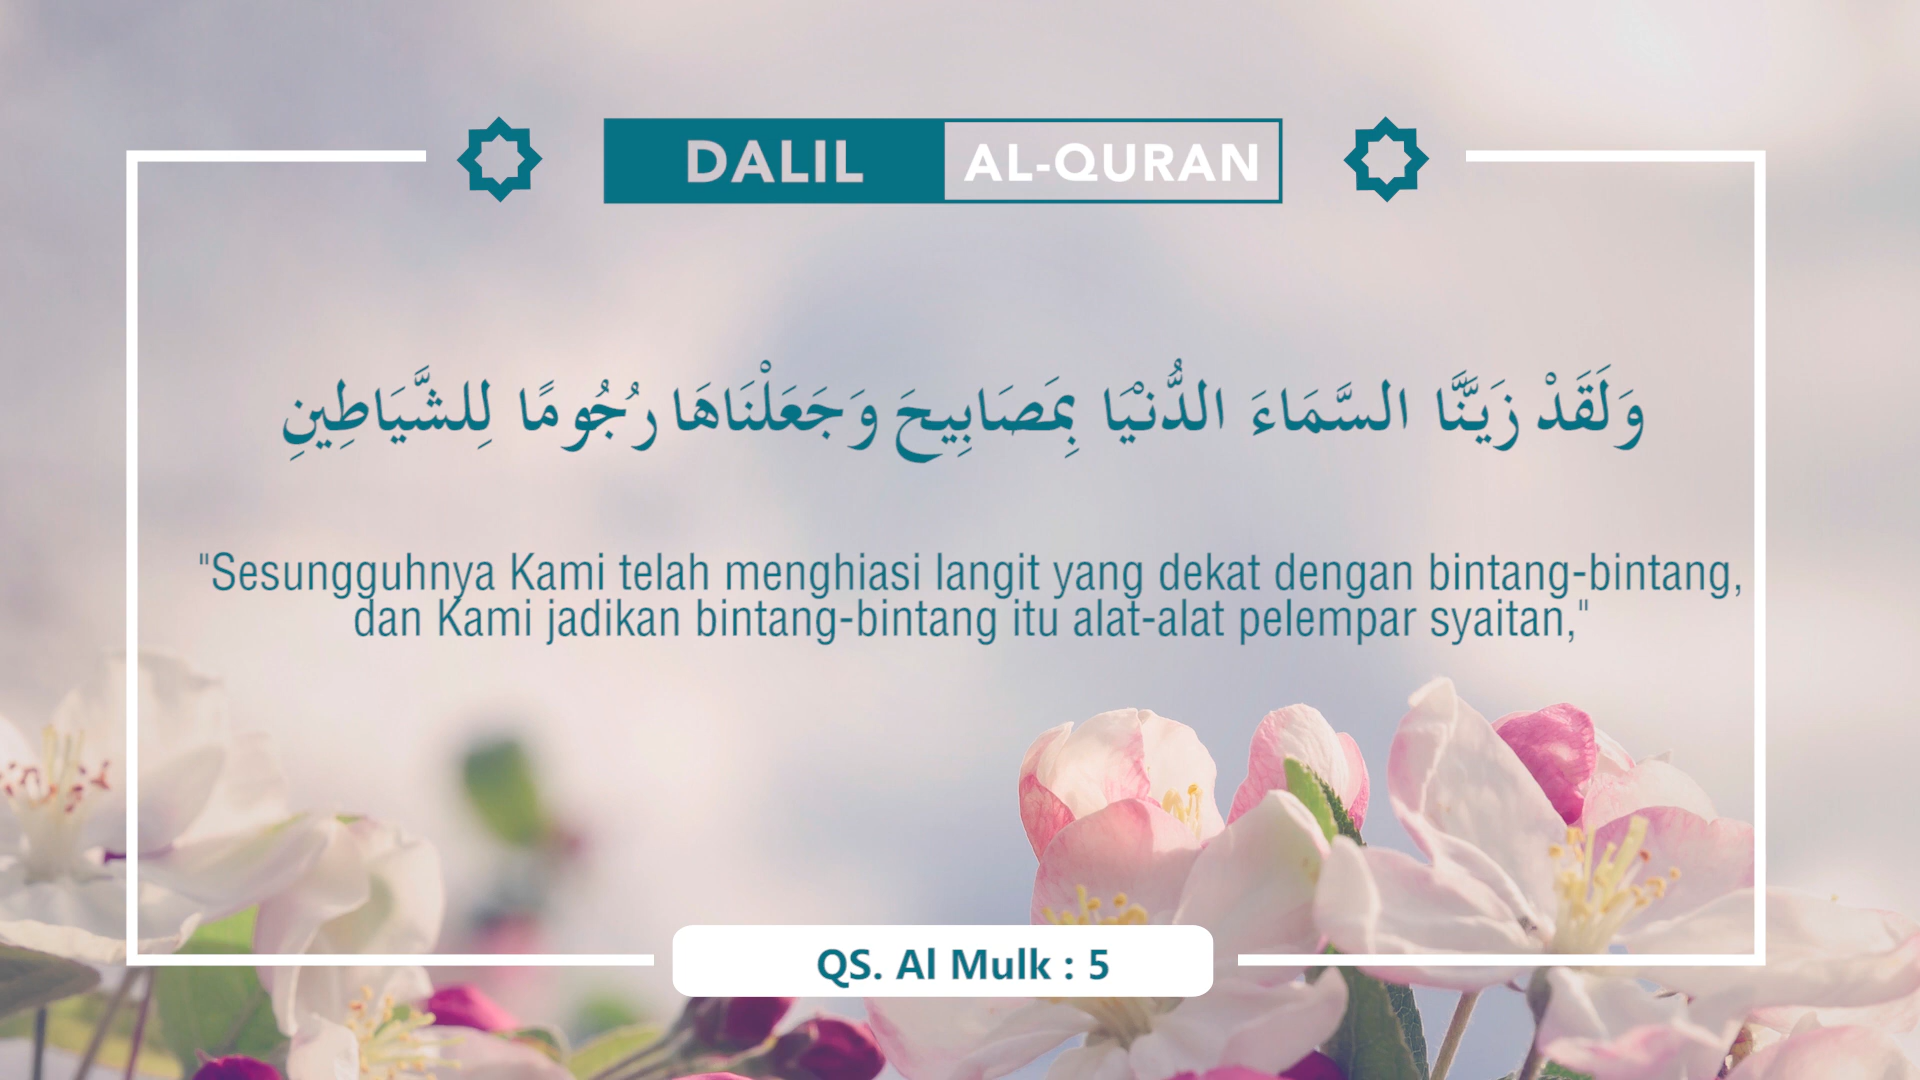 DALIL AL-QURAN
وَلَقَدْ زَيَّنَّا السَّمَاءَ الدُّنْيَا بِمَصَابِيحَ وَجَعَلْنَاهَا رُجُومًا لِلشَّيَاطِينِ
"Sesungguhnya Kami telah menghiasi langit yang dekat dengan bintang-bintang,
dan Kami jadikan bintang-bintang itu alat-alat pelempar syaitan,"
QS. Al Mulk : 5